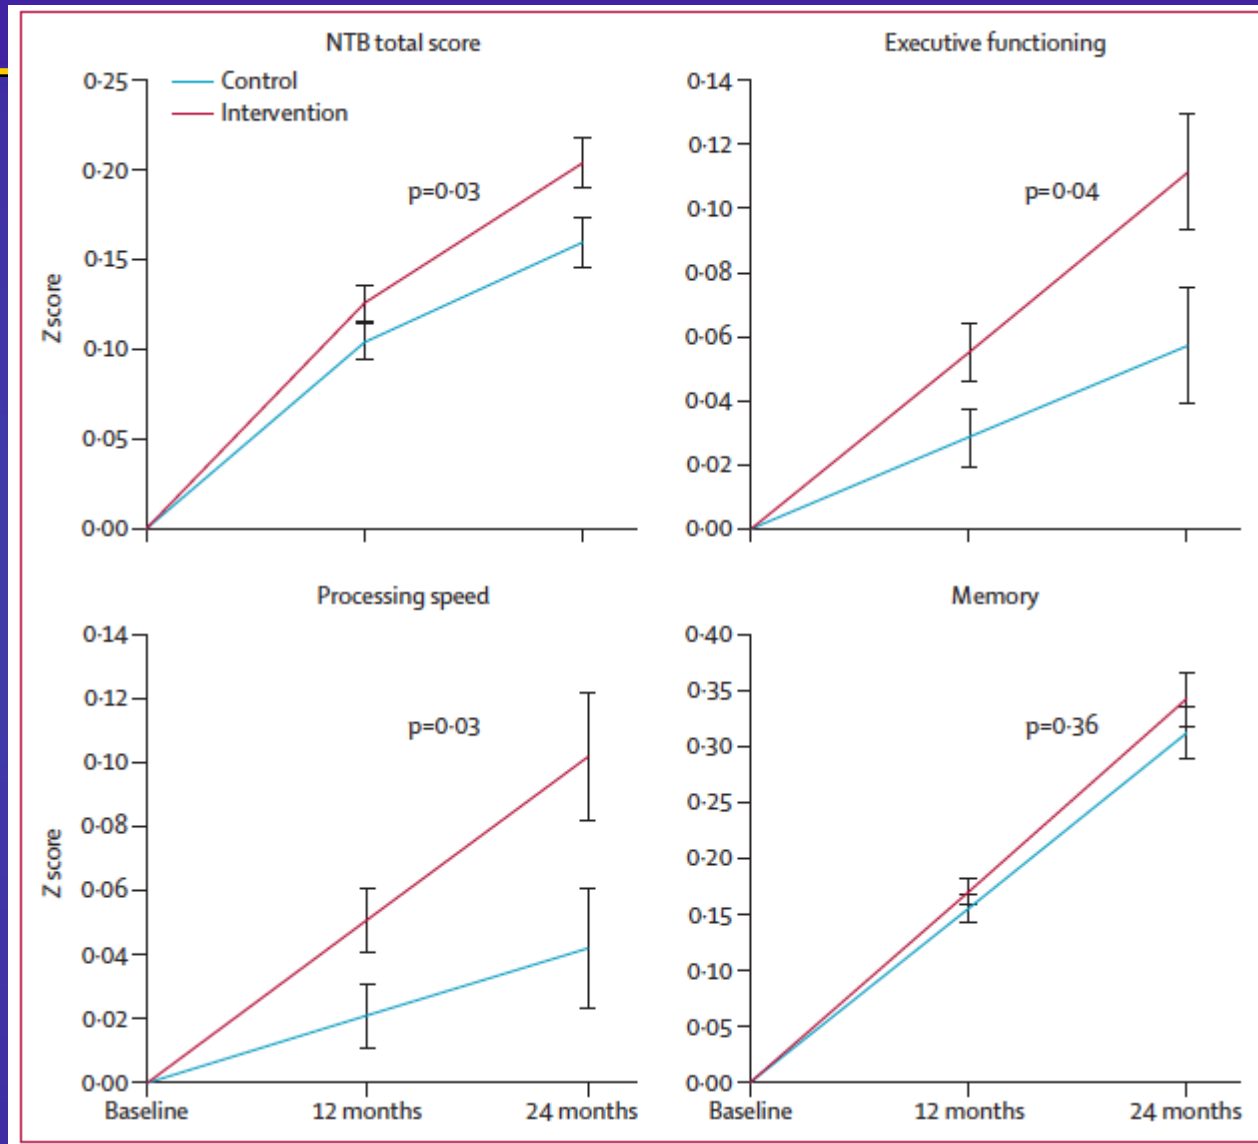 NTB total score
Control
Intervention
0·25
0·20
0·15
0·10
0·05
0·00
Z score
p=0·03
Executive functioning
0·14
0·12
0·10
0·08
0·06
0·04
0·02
0·00
p=0·04
Processing speed
0·14
0·12
0·10
0·08
0·06
0·04
0·02
0·00
Z score
p=0·03
Baseline
12 months
24 months
Memory
0·40
0·35
0·30
0·25
0·20
0·15
0·10
0·05
0·00
p=0·36
Baseline
12 months
24 months